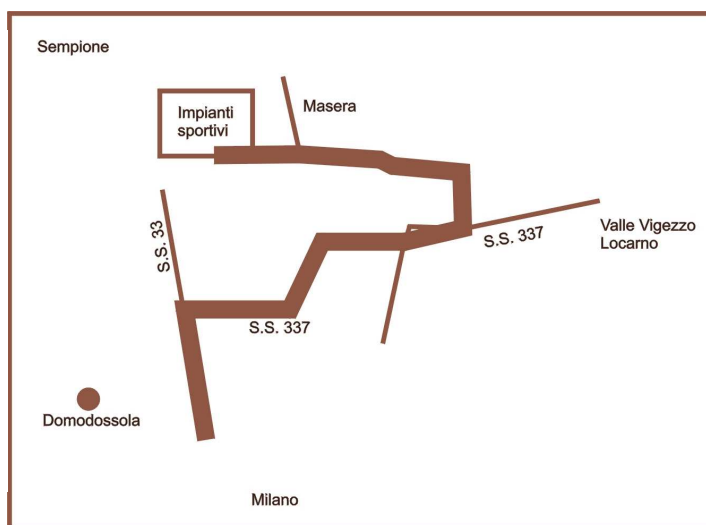 Sempione
Impianti
sportivi
Masera
S.S. 33
Valle Vigezzo
Locarno
S.S. 337
S.S. 337
Domodossola
Milano